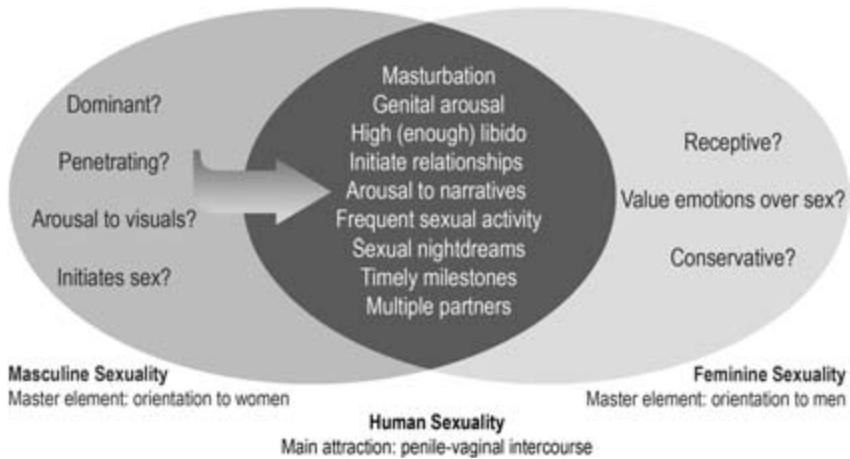 Dominant?
Penetrating?
Arousal to visuals?
Initiates sex?
Masturbation
Genital arousal
High (enough) libido
Initiate relationships
Arousal to narratives
Frequent sexual activity
Sexual nightdreams
Timely milestones
Multiple partners
Receptive?
Value emotions over sex?
Conservative?
Masculine Sexuality
Master element: orientation to women
Feminine Sexuality
Master element: orientation to men
Human Sexuality
Main attraction: penile-vaginal intercourse